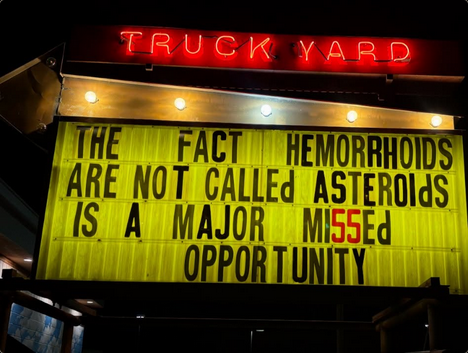 TRUCK YARD
THE FACT HEMORRHOIDS
ARE NOT CALLEd ASTEROIdS
IS A MAJOR MI55Ed
OPPORTUNITY